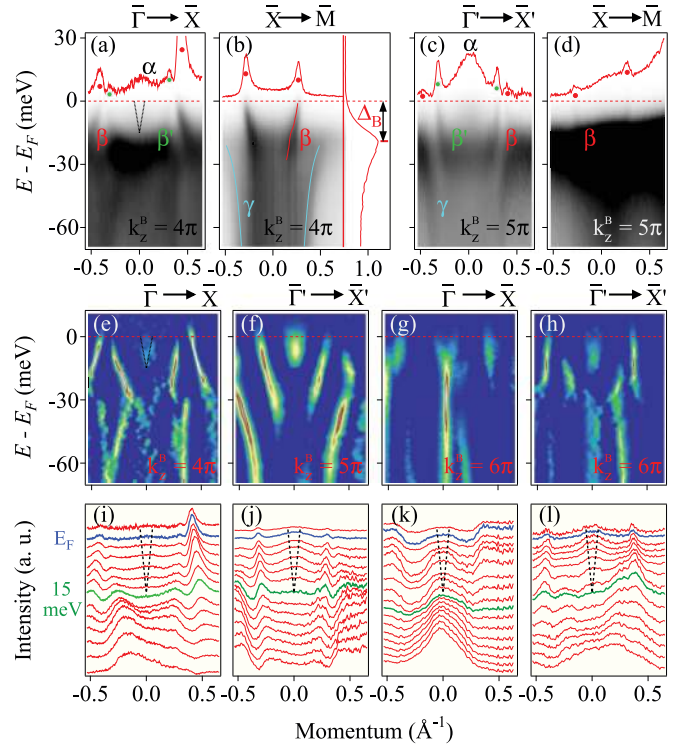 Γ̄ → X̄
X̄ → M̄
Γ̄' → X̄'
X̄ → M̄
30
0
-30
-60
E - E_F (meV)
(a)
α
β
β'
k_z^B = 4π
(b)
β
γ
k_z^B = 4π
Δ_B
(c)
α
β'
β
γ
k_z^B = 5π
(d)
β
k_z^B = 5π
-0.5 0.0 0.5
-0.5 0.0 0.5 1.0
-0.5 0.0 0.5
-0.5 0.0 0.5
Γ̄ → X̄
Γ̄' → X̄'
Γ̄ → X̄
Γ̄' → X̄'
0
-30
-60
E - E_F (meV)
(e)
k_z^B = 4π
(f)
k_z^B = 5π
(g)
k_z^B = 6π
(h)
k_z^B = 6π
Intensity (a. u.)
E_F
15
meV
(i)
(j)
(k)
(l)
-0.5 0.0 0.5
-0.5 0.0 0.5
-0.5 0.0 0.5
-0.5 0.0 0.5
Momentum (Å⁻¹)